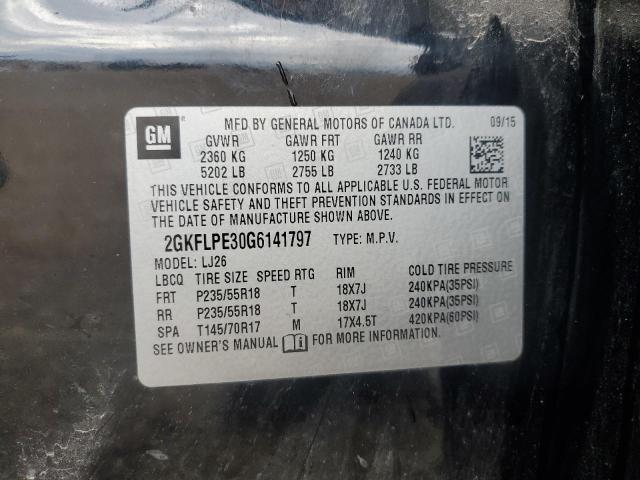 GM
MFD BY GENERAL MOTORS OF CANADA LTD. 09/15
GVWR GAWR FRT GAWR RR
2360 KG 1250 KG 1240 KG
5202 LB 2755 LB 2733 LB
THIS VEHICLE CONFORMS TO ALL APPLICABLE U.S. FEDERAL MOTOR
VEHICLE SAFETY AND THEFT PREVENTION STANDARDS IN EFFECT ON
THE DATE OF MANUFACTURE SHOWN ABOVE.
2GKFLPE30G6141797 TYPE: M.P.V.
MODEL: LJ26
LBCQ TIRE SIZE SPEED RTG RIM COLD TIRE PRESSURE
FRT P235/55R18 T 18X7J 240KPA(35PSI)
RR P235/55R18 T 18X7J 240KPA(35PSI)
SPA T145/70R17 M 17X4.5T 420KPA(60PSI)
SEE OWNER'S MANUAL FOR MORE INFORMATION.